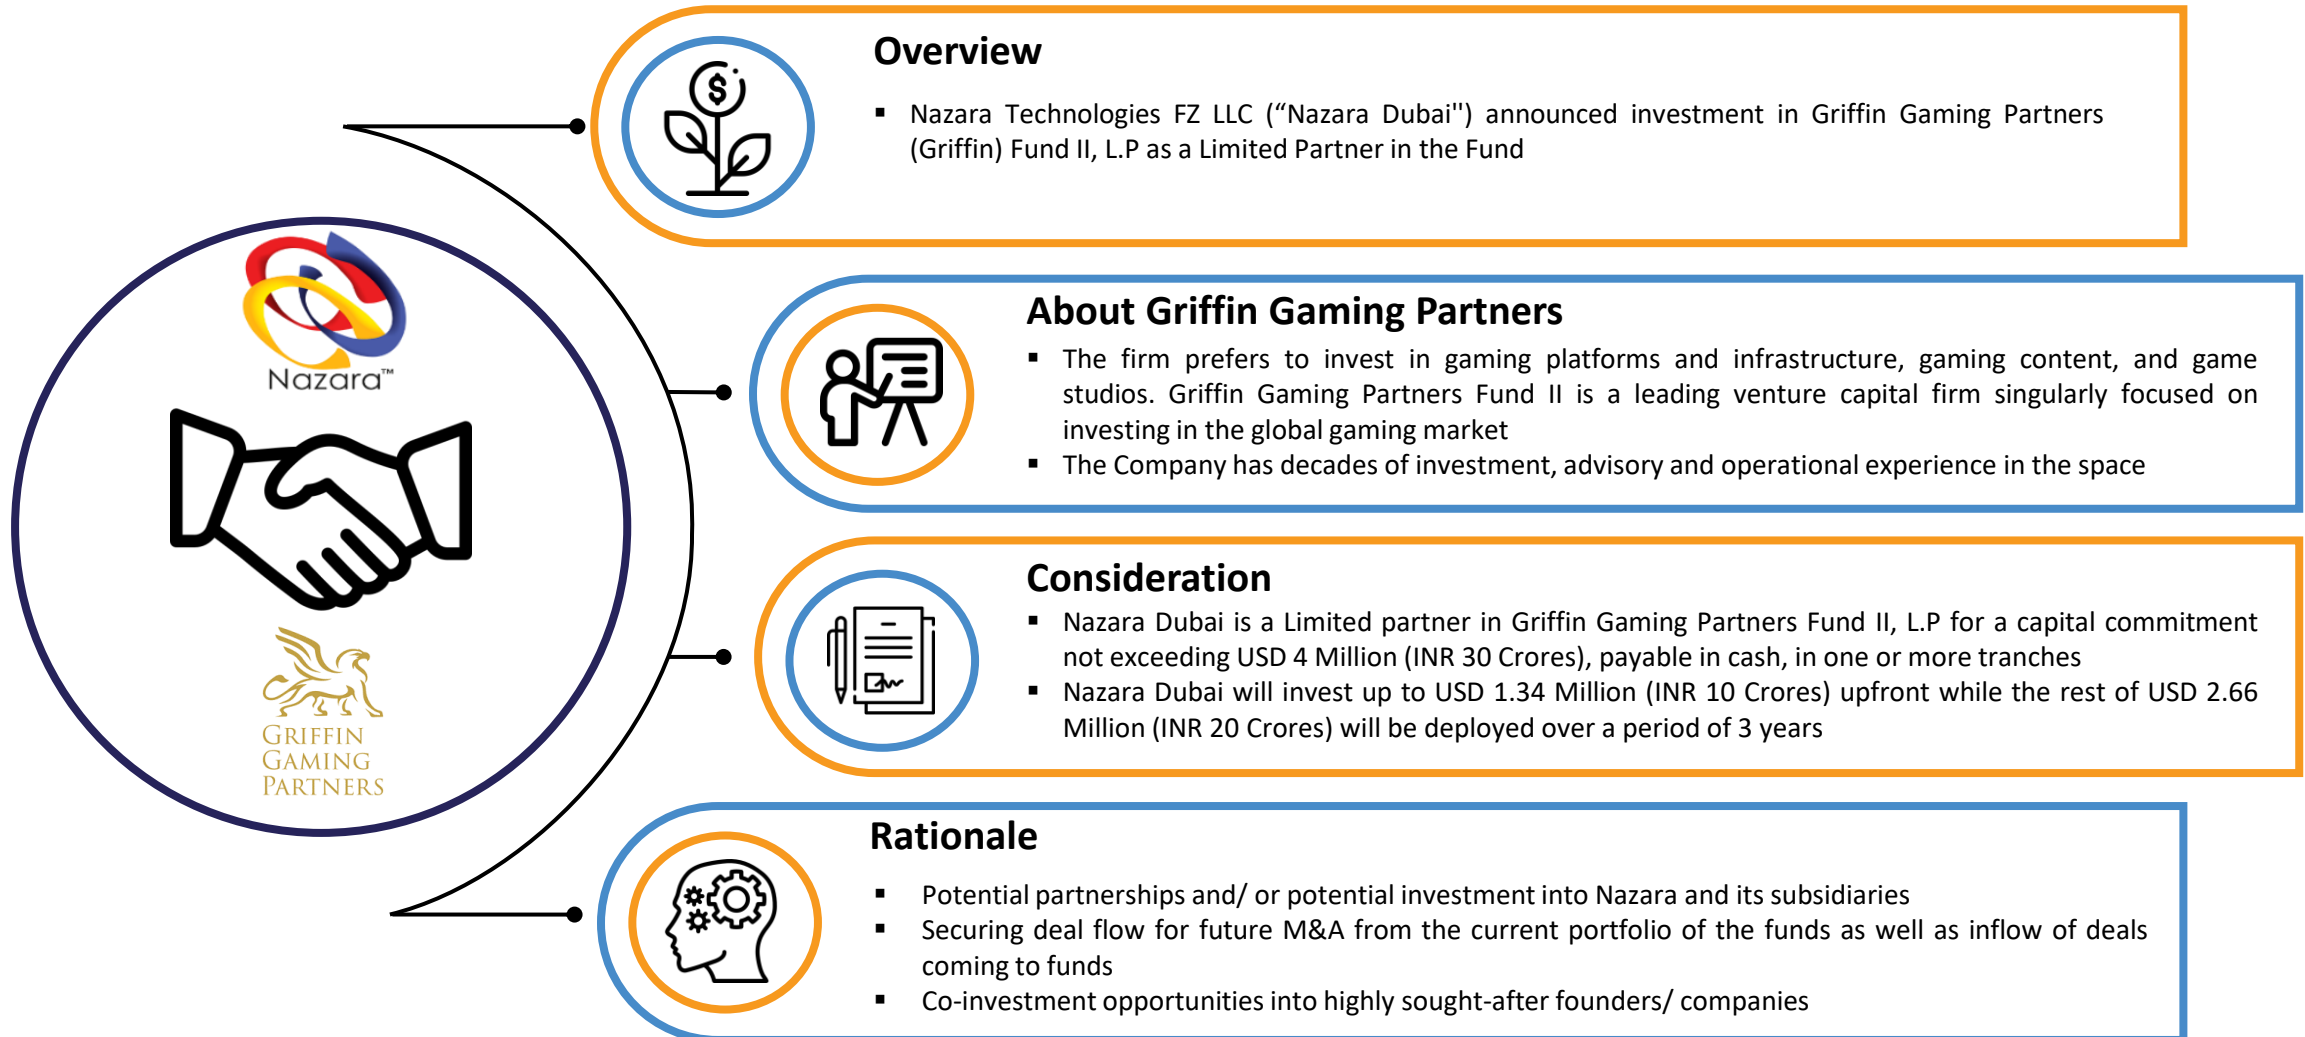 Overview
▪ Nazara Technologies FZ LLC (“Nazara Dubai") announced investment in Griffin Gaming Partners
(Griffin) Fund II, L.P as a Limited Partner in the Fund
Nazara™
GRIFFIN
GAMING
PARTNERS
About Griffin Gaming Partners
▪ The firm prefers to invest in gaming platforms and infrastructure, gaming content, and game
studios. Griffin Gaming Partners Fund II is a leading venture capital firm singularly focused on
investing in the global gaming market
▪ The Company has decades of investment, advisory and operational experience in the space
Consideration
▪ Nazara Dubai is a Limited partner in Griffin Gaming Partners Fund II, L.P for a capital commitment
not exceeding USD 4 Million (INR 30 Crores), payable in cash, in one or more tranches
▪ Nazara Dubai will invest up to USD 1.34 Million (INR 10 Crores) upfront while the rest of USD 2.66
Million (INR 20 Crores) will be deployed over a period of 3 years
Rationale
▪ Potential partnerships and/ or potential investment into Nazara and its subsidiaries
▪ Securing deal flow for future M&A from the current portfolio of the funds as well as inflow of deals
coming to funds
▪ Co-investment opportunities into highly sought-after founders/ companies